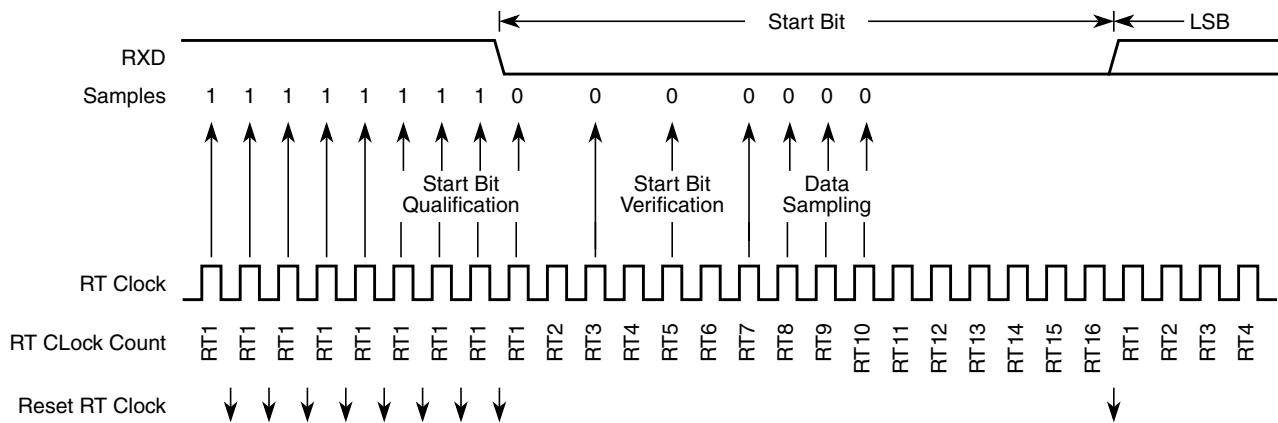 Start Bit LSB
RXD
Samples 1 1 1 1 1 1 1 1 0 0 0 0 0 0 0
Start Bit Qualification
Start Bit Verification
Data Sampling
RT Clock
RT CLock Count RT1 RT1 RT1 RT1 RT1 RT1 RT1 RT1 RT1 RT2 RT3 RT4 RT5 RT6 RT7 RT8 RT9 RT10 RT11 RT12 RT13 RT14 RT15 RT16 RT1 RT2 RT3 RT4
Reset RT Clock